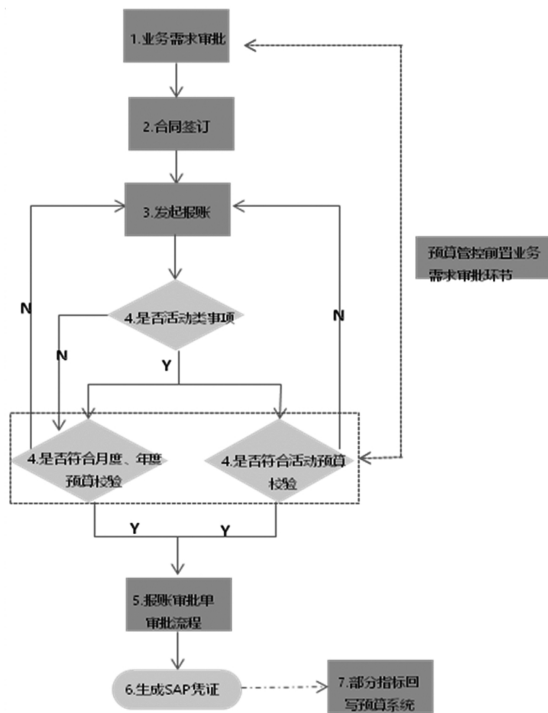 1.业务需求审批
2.合同签订
3.发起报账
预算管控前置业务
需求审批环节
N
N
4.是否活动类事项
N
Y
4.是否符合月度、年度
预算校验
4.是否符合活动预算
校验
Y
Y
5.报账审批单
审批流程
6.生成SAP凭证
7.部分指标回
写预算系统